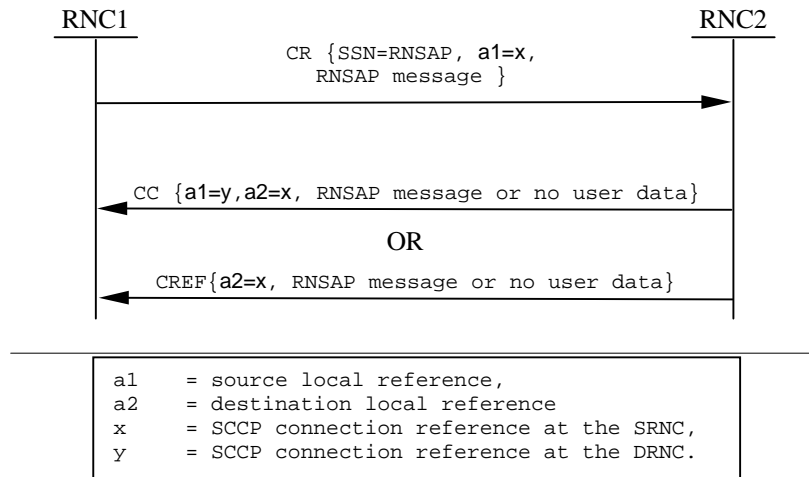 RNC1 RNC2
CR {SSN=RNSAP, a1=x,
RNSAP message }
CC {a1=y,a2=x, RNSAP message or no user data}
OR
CREF{a2=x, RNSAP message or no user data}
a1 = source local reference,
a2 = destination local reference
x = SCCP connection reference at the SRNC,
y = SCCP connection reference at the DRNC.